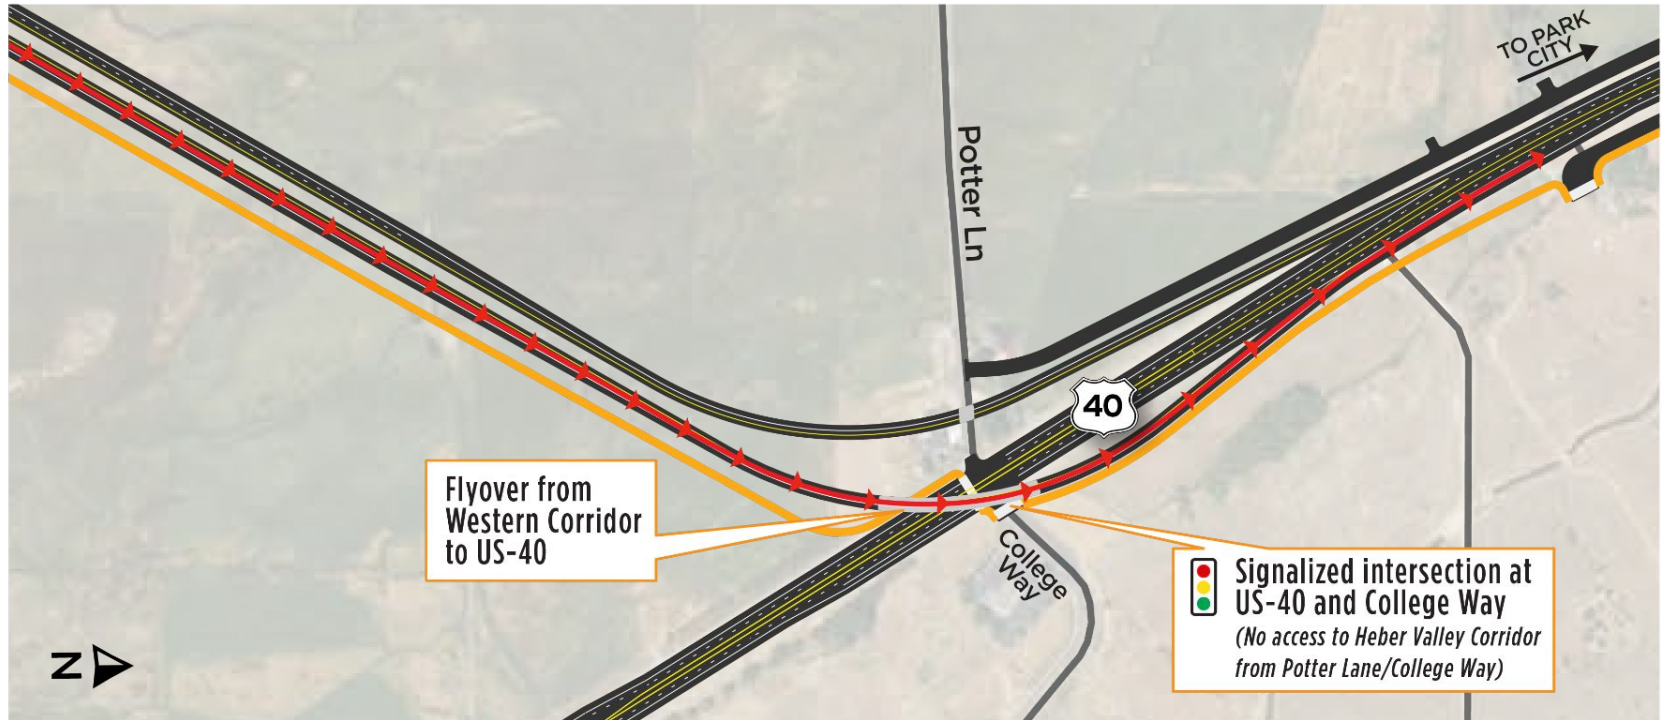 TO PARK
CITY
Potter Ln
40
Flyover from
Western Corridor
to US-40
College
Way
Signalized intersection at
US-40 and College Way
(No access to Heber Valley Corridor
from Potter Lane/College Way)
N